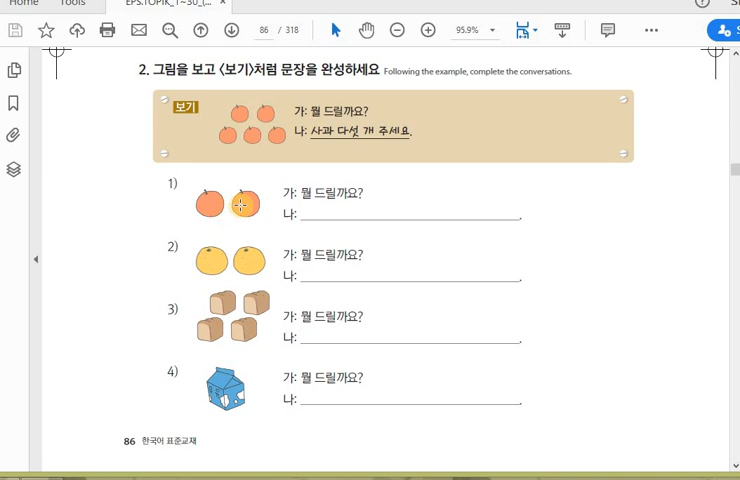 Home
Tools
EPS.TOPIK_1~30_(...
×
86 / 318
95.9%
2. 그림을 보고 〈보기〉처럼 문장을 완성하세요 Following the example, complete the conversations.
보기
가: 뭘 드릴까요?
나: 사과 다섯 개 주세요.
1)
가: 뭘 드릴까요?
나: .
2)
가: 뭘 드릴까요?
나: .
3)
가: 뭘 드릴까요?
나: .
4)
가: 뭘 드릴까요?
나: .
86 한국어 표준교재